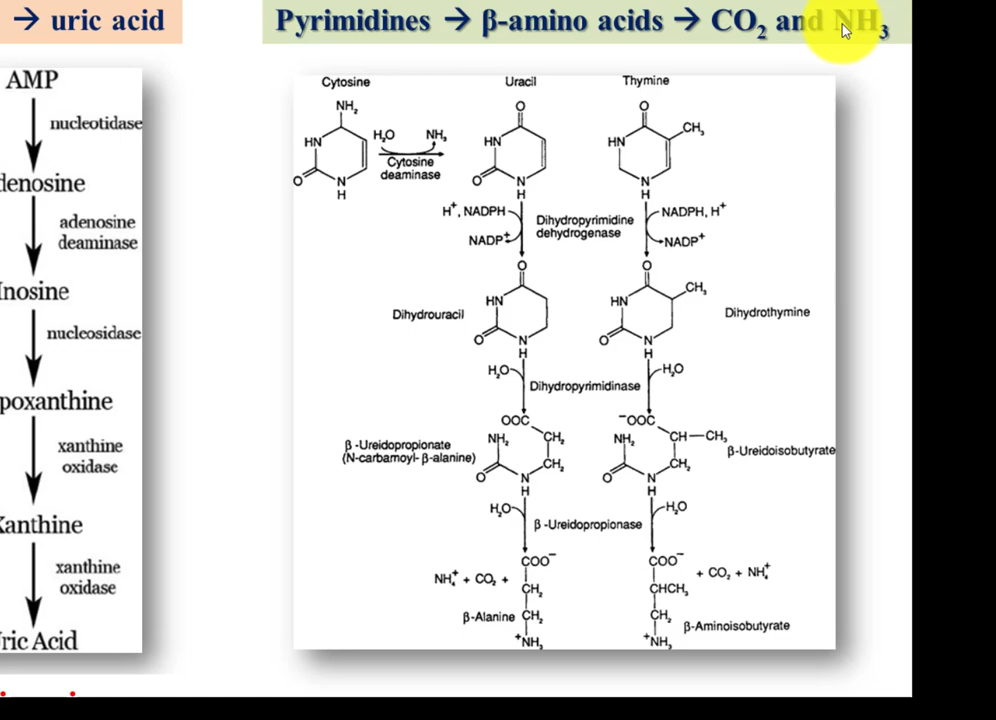 → uric acid
AMP
nucleotidase
denosine
adenosine
deaminase
Inosine
nucleosidase
poxanthine
xanthine
oxidase
Xanthine
xanthine
oxidase
Uric Acid
Pyrimidines → β-amino acids → CO₂ and NH₃
Cytosine Uracil Thymine
NH₂ O O
CH₃
HN H₂O NH₃ HN HN
Cytosine
deaminase
O N O N N
H H H
H⁺, NADPH Dihydropyrimidine NADPH, H⁺
NADP⁺ dehydrogenase NADP⁺
O O
HN HN CH₃
Dihydrouracil Dihydrothymine
O N O N
H H
H₂O H₂O
Dihydropyrimidinase
OOC ⁻OOC
NH₂ CH₂ NH₂ CH—CH₃
β-Ureidopropionate β-Ureidoisobutyrate
(N-carbamoyl-β-alanine) CH₂ CH₂
O N O N
H H
H₂O H₂O
β-Ureidopropionase
COO⁻ COO⁻
NH₄⁺ + CO₂ + + CO₂ + NH₄⁺
CH₂ CHCH₃
β-Alanine CH₂ CH₂ β-Aminoisobutyrate
⁺NH₃ ⁺NH₃